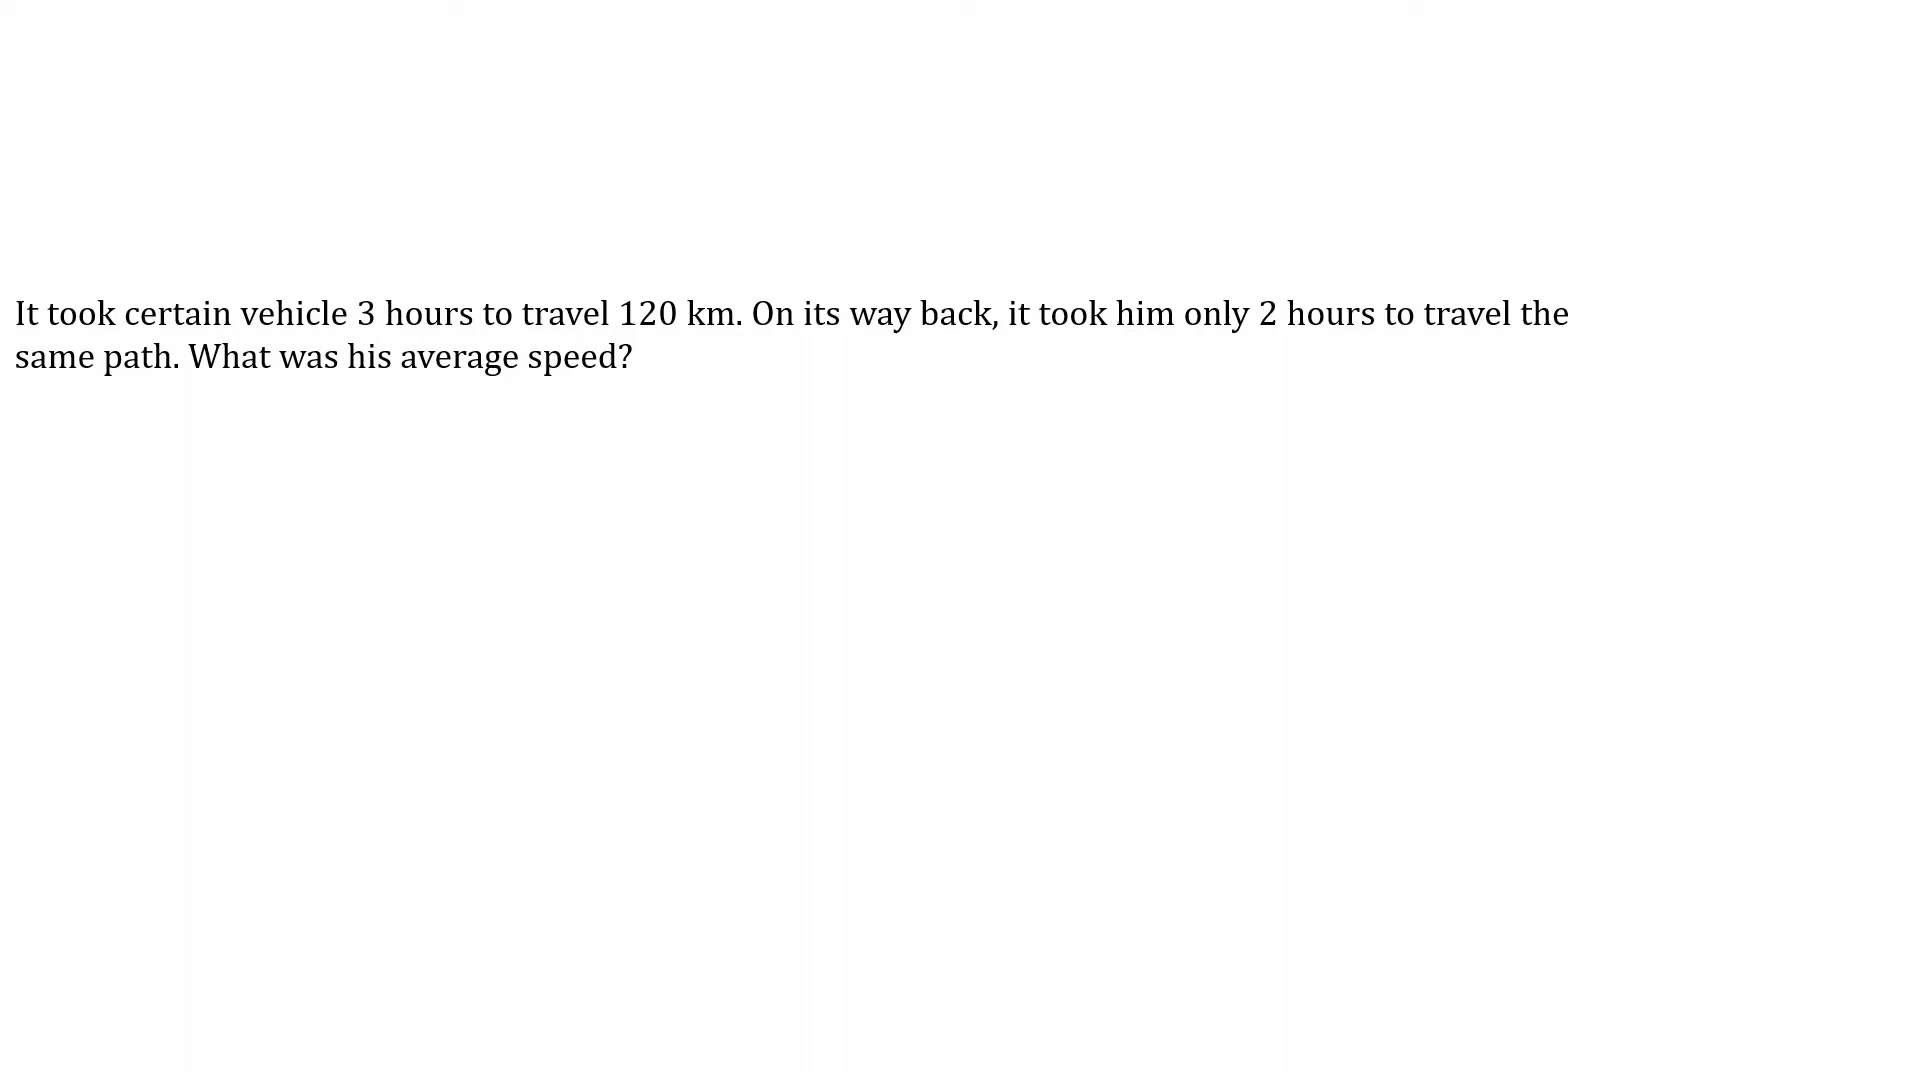 It took certain vehicle 3 hours to travel 120 km. On its way back, it took him only 2 hours to travel the
same path. What was his average speed?